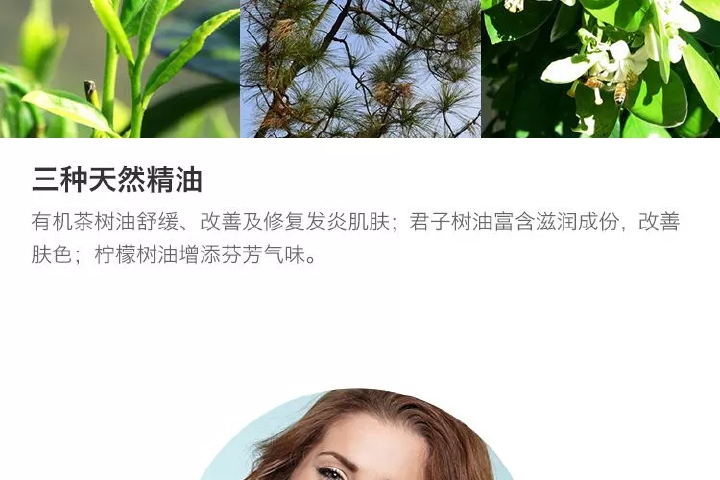 三种天然精油
有机茶树油舒缓、改善及修复发炎肌肤；君子树油富含滋润成份，改善
肤色；柠檬树油增添芬芳气味。